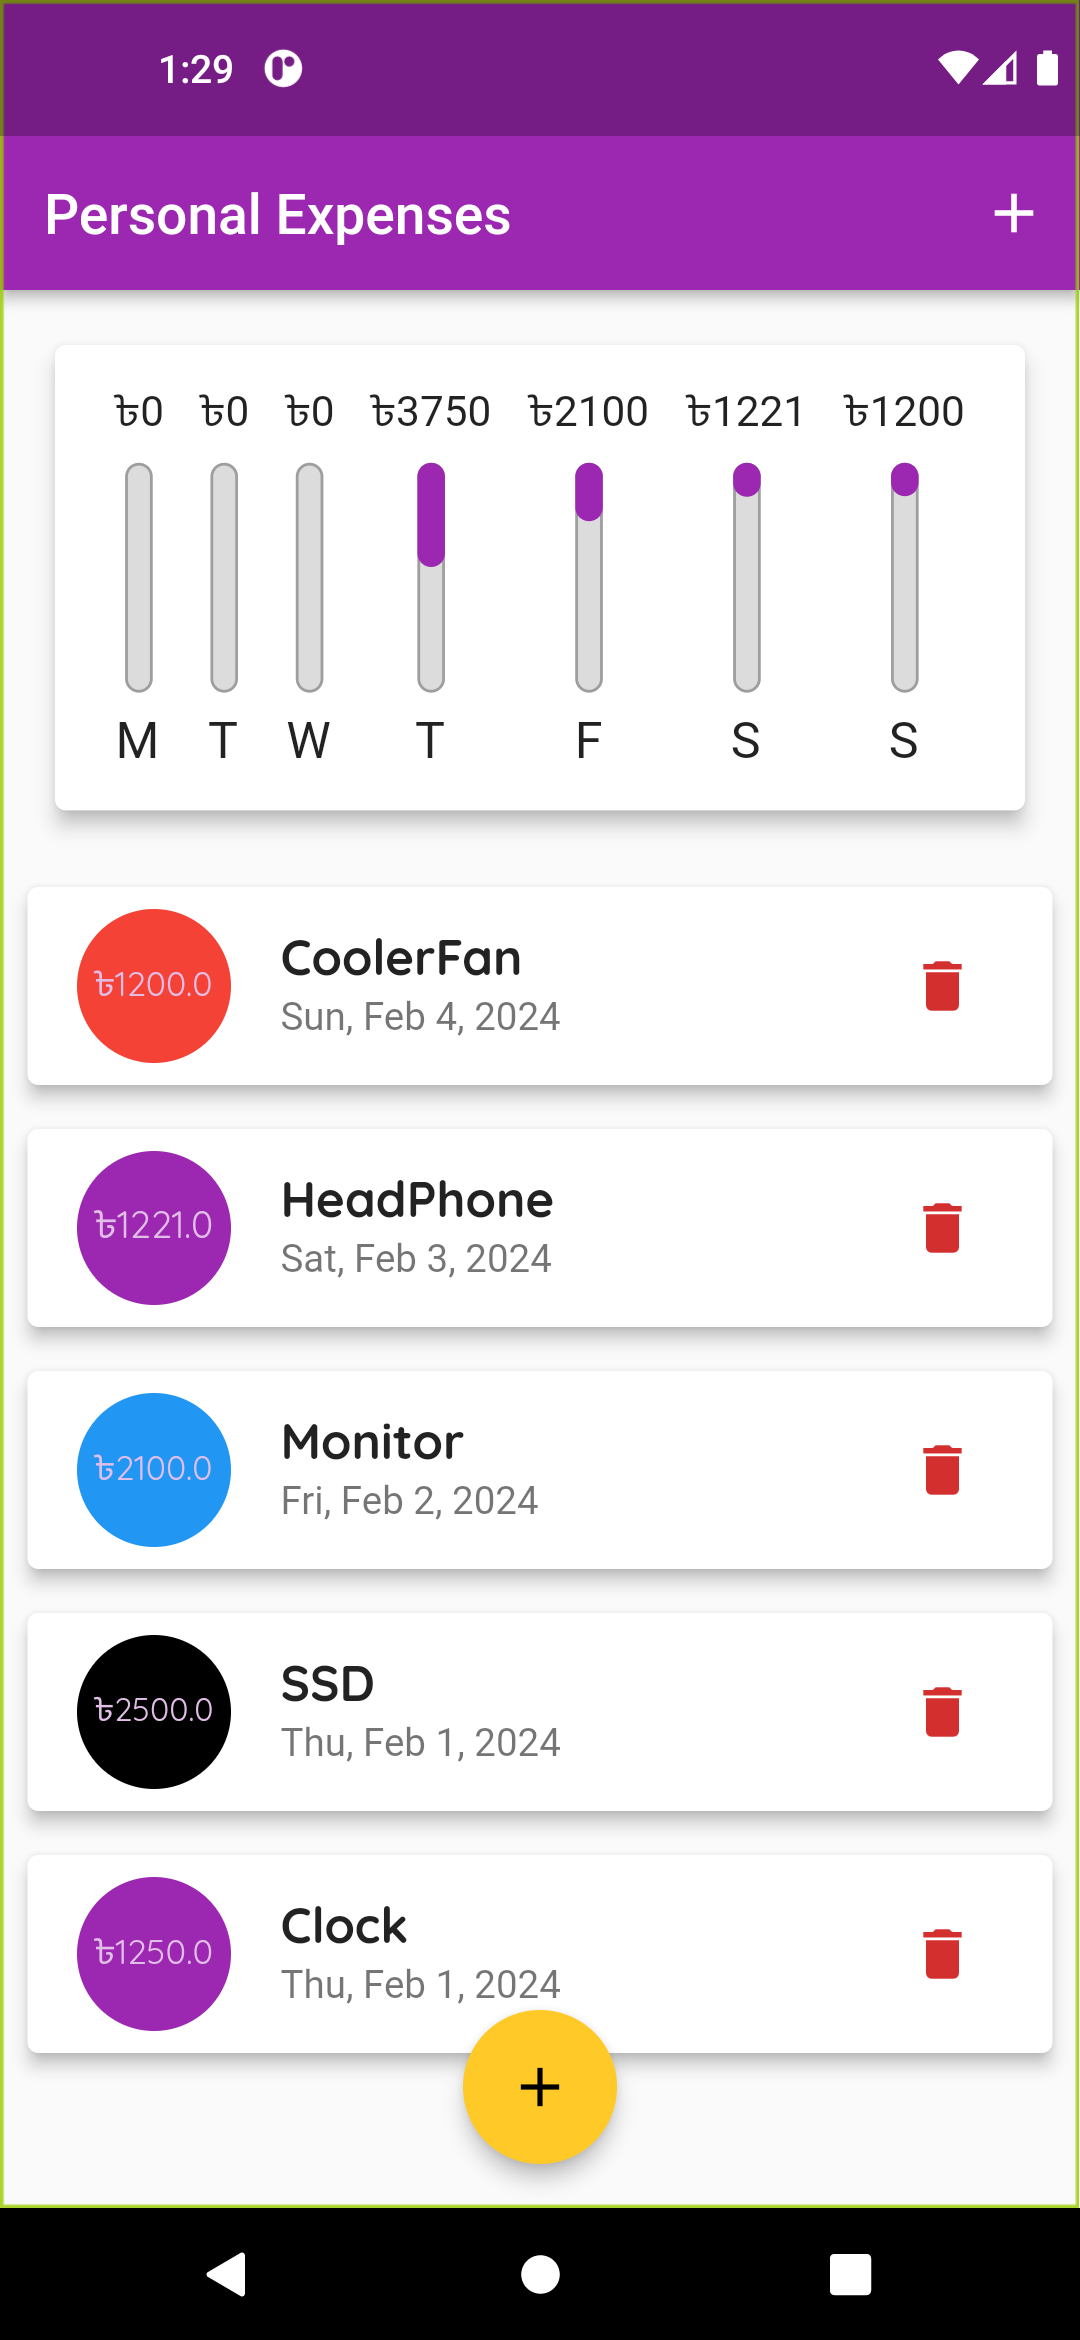 1:29
Personal Expenses
৳0 ৳0 ৳0 ৳3750 ৳2100 ৳1221 ৳1200
M T W T F S S
৳1200.0
CoolerFan
Sun, Feb 4, 2024
৳1221.0
HeadPhone
Sat, Feb 3, 2024
৳2100.0
Monitor
Fri, Feb 2, 2024
৳2500.0
SSD
Thu, Feb 1, 2024
৳1250.0
Clock
Thu, Feb 1, 2024